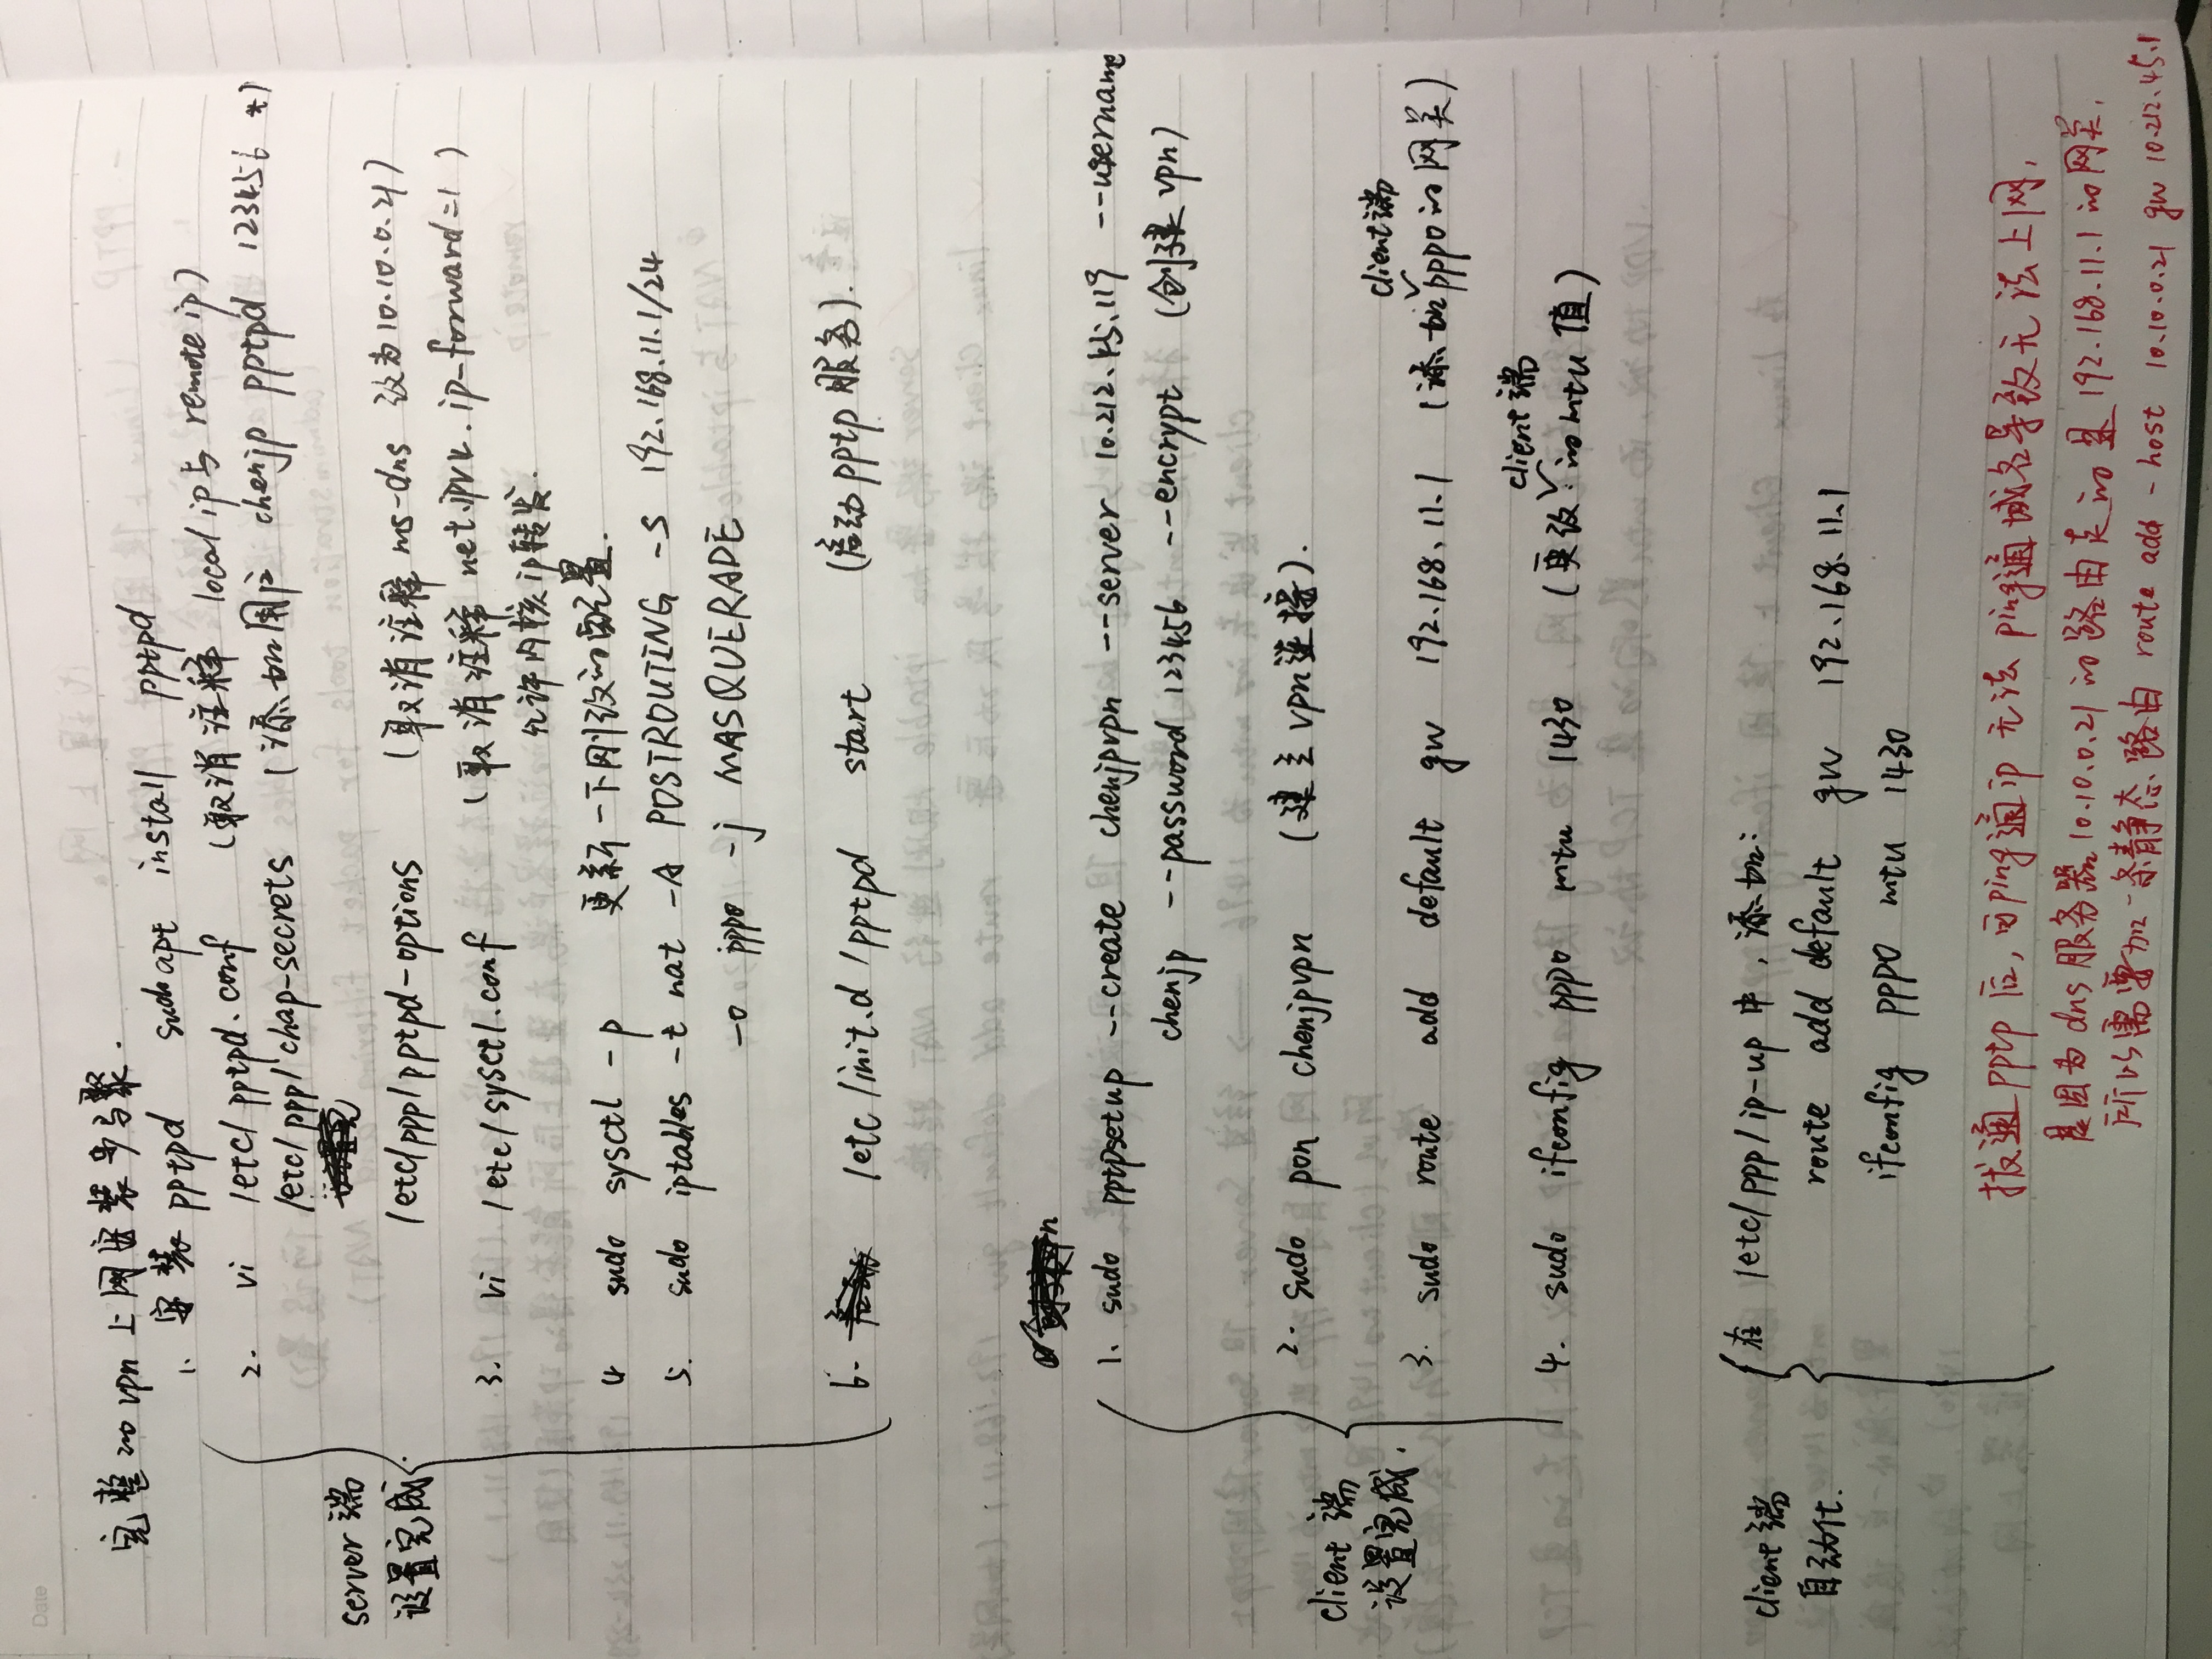 Date
完整的vpn上网安装步骤.
server端
设置完成.
1. 安装 pptpd sudo apt install pptpd
2. vi /etc/pptpd.conf (取消注释 localip与 remoteip)
/etc/ppp/chap-secrets (添加用户 chenjp pptpd 123456 *)
/etc/ppp/pptpd-options (取消注释 ms-dns 改为 10.10.0.21)
3. vi /etc/sysctl.conf (取消注释 net.ipv4.ip-forward=1)
允许内核ip转发.
4. sudo sysctl -p 更新一下刚改的配置.
5. sudo iptables -t nat -A POSTROUTING -s 192.168.11.1/24
-o ppp0 -j MASQUERADE
6. /etc/init.d/pptpd start (启动pptp服务).
client端
设置完成.
1. sudo pptpsetup --create chenjpvpn --server 10.212.45.119 --username
chenjp --password 123456 --encrypt (创建vpn)
2. sudo pon chenjpvpn (建立vpn连接).
3. sudo route add default gw 192.168.11.1 (添加client端ppp0的网关)
4. sudo ifconfig ppp0 mtu 1430 (更改client端的mtu值)
client端
自动状.
在 /etc/ppp/ip-up 中,添加:
route add default gw 192.168.11.1
ifconfig ppp0 mtu 1430
拔通pptp后,可ping通ip无法ping通域名导致无法上网,
是因为dns服务器10.10.0.21的路由走的是192.168.11.1的网关,
所以需要加一条静态路由 route add -host 10.10.0.21 gw 10.212.45.1